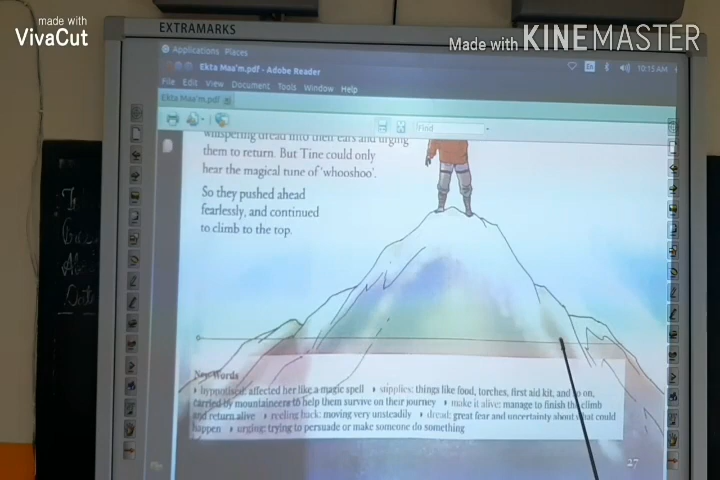 made with
VivaCut
EXTRAMARKS
Made with KINEMASTER
Applications Places
Ekta Maa'm.pdf - Adobe Reader
En
10:15 AM
File Edit View Document Tools Window Help
Ekta Maa'm.pdf
Find
whispering dread into their ears and urging
them to return. But Tine could only
hear the magical tune of 'whooshoo'.
So they pushed ahead
fearlessly, and continued
to climb to the top.
New Words
hypnotised: affected her like a magic spell supplies: things like food, torches, first aid kit, and so on,
carried by mountaineers to help them survive on their journey make it alive: manage to finish the climb
and return alive reeling back: moving very unsteadily dread: great fear and uncertainty about what could
happen urging: trying to persuade or make someone do something
27